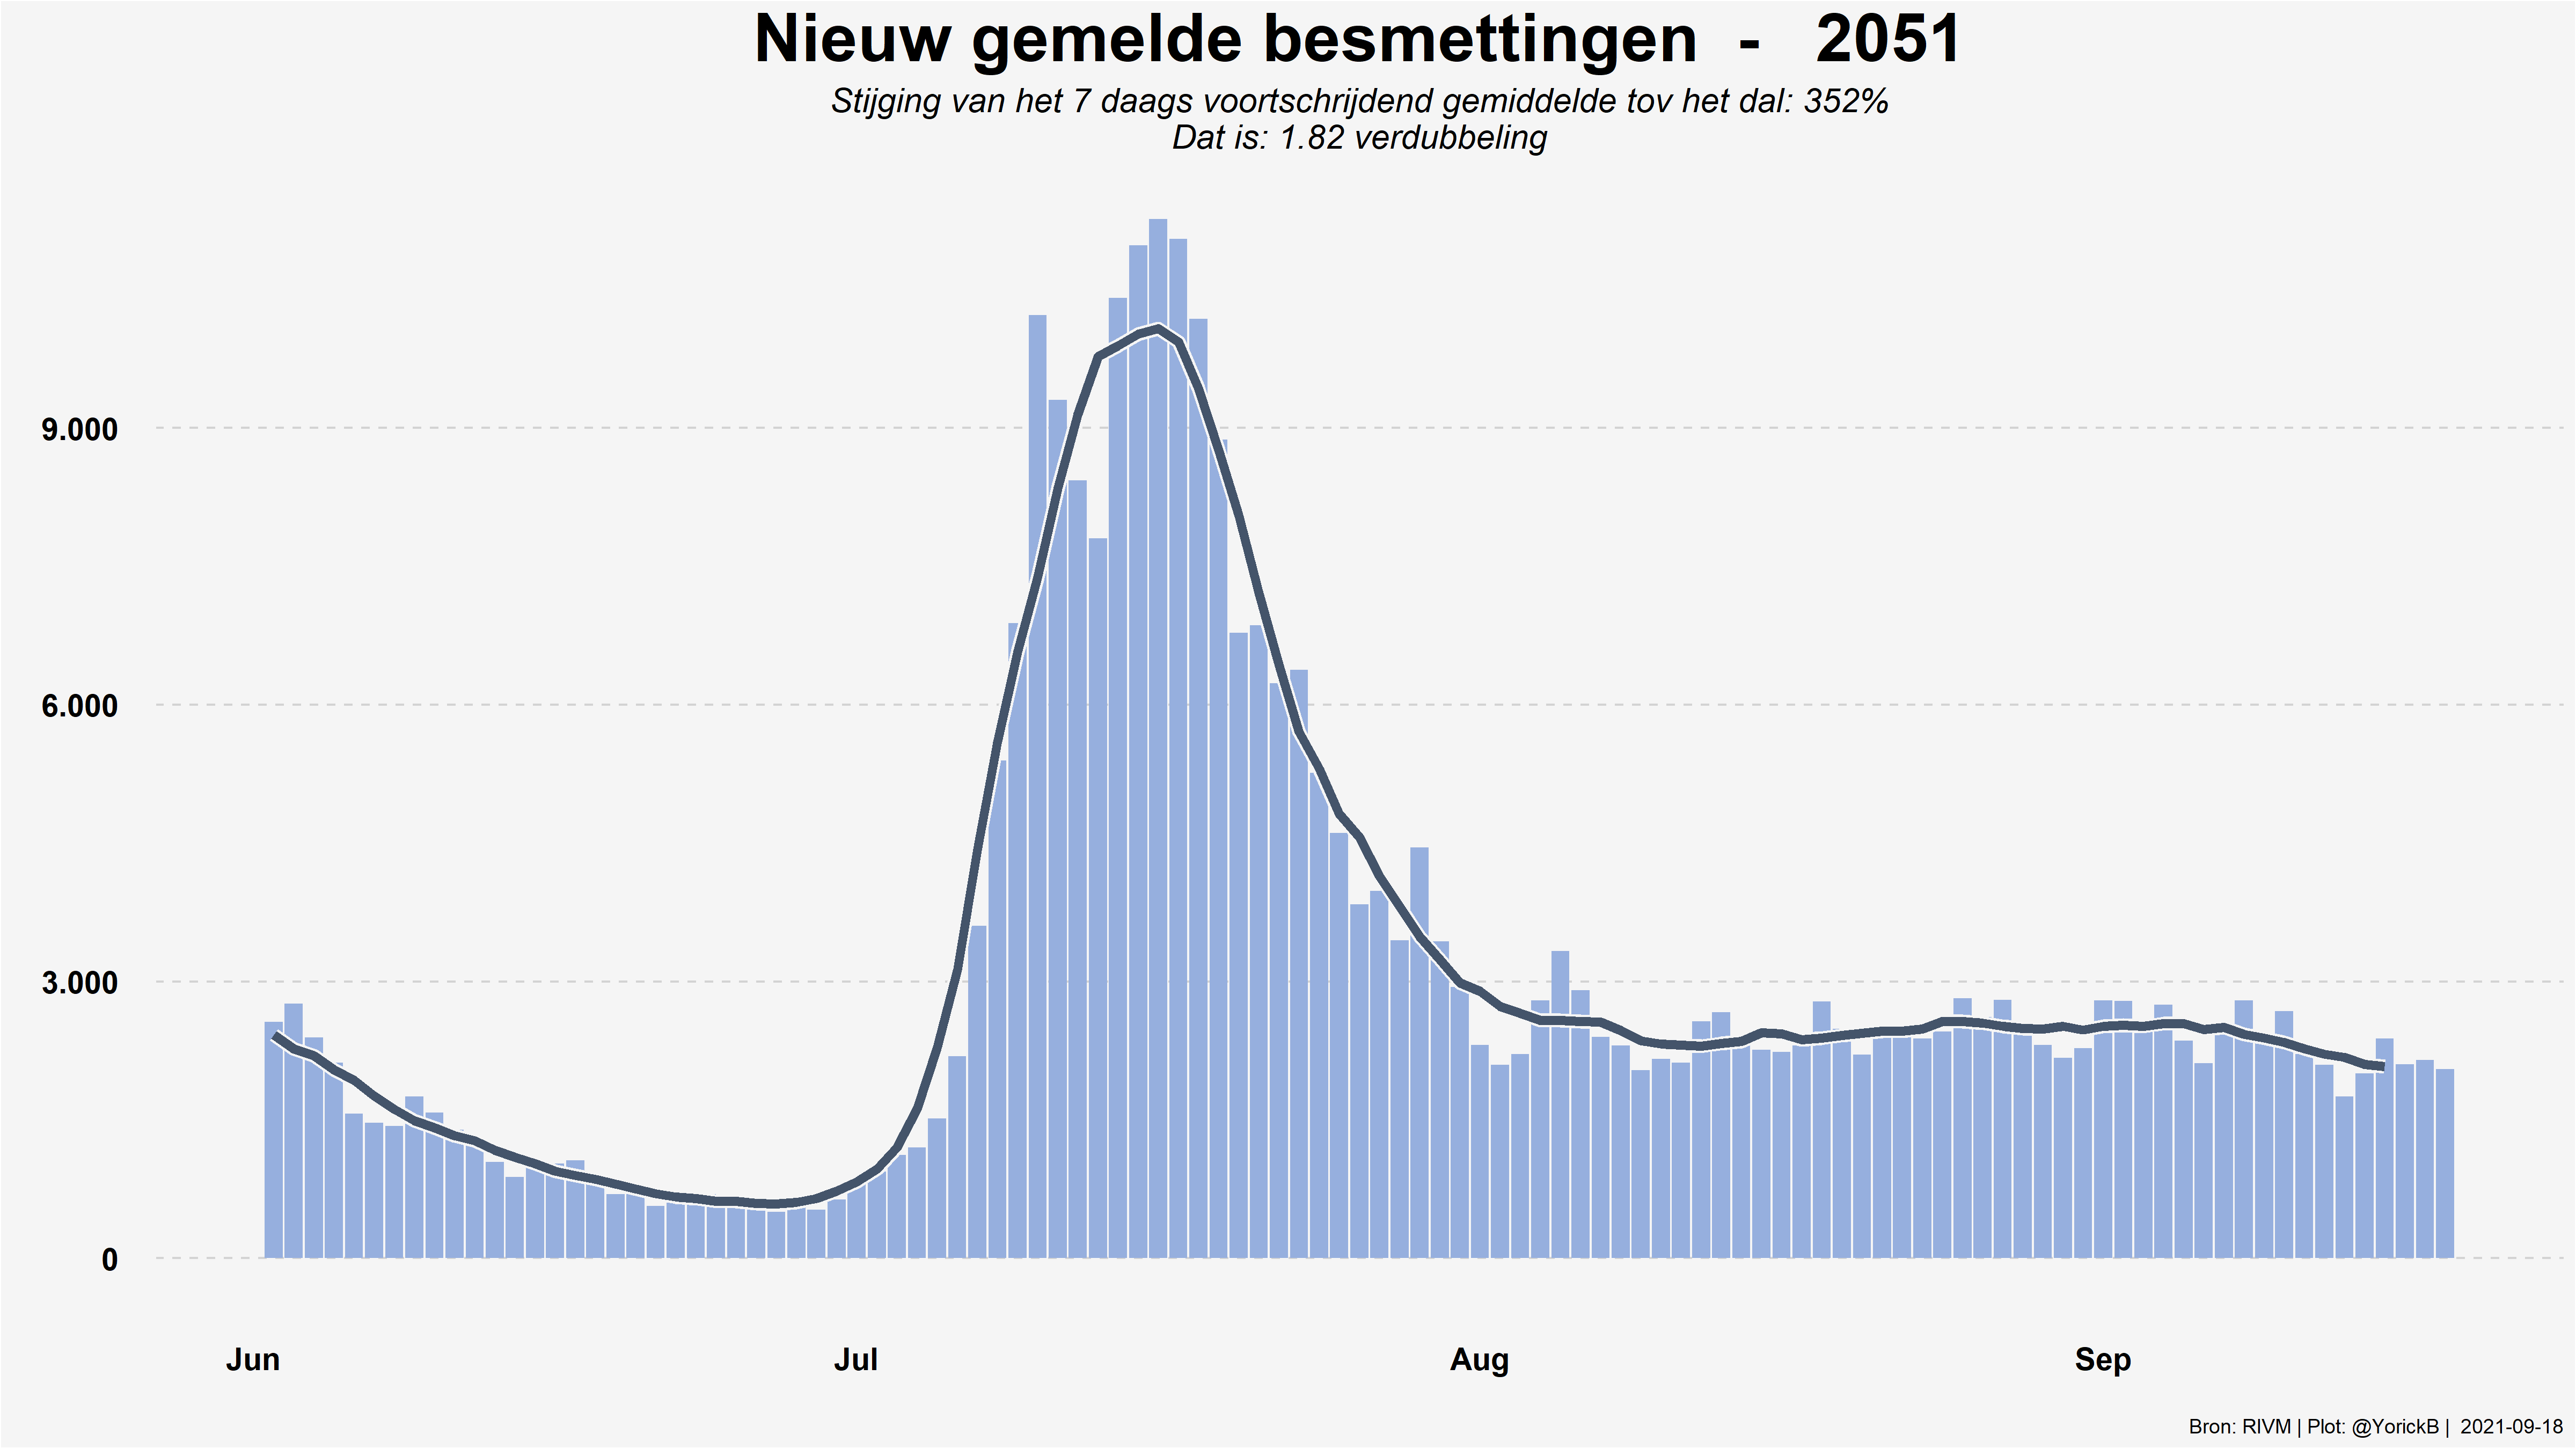 Nieuw gemelde besmettingen - 2051
Stijging van het 7 daags voortschrijdend gemiddelde tov het dal: 352%
Dat is: 1.82 verdubbeling
9.000
6.000
3.000
0
Jun Jul Aug Sep
Bron: RIVM | Plot: @YorickB | 2021-09-18